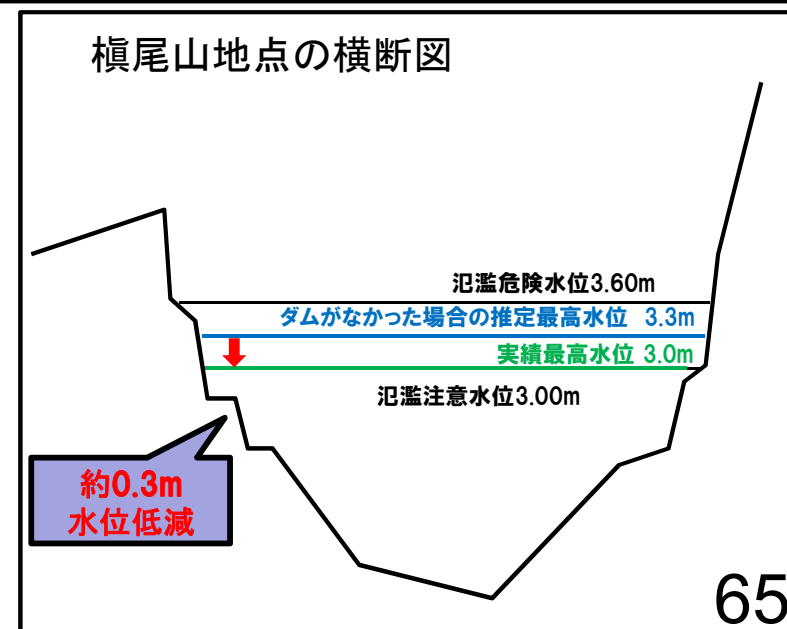 槇尾山地点の横断図
氾濫危険水位3.60m
ダムがなかった場合の推定最高水位 3.3m
実績最高水位 3.0m
氾濫注意水位3.00m
約0.3m
水位低減
65